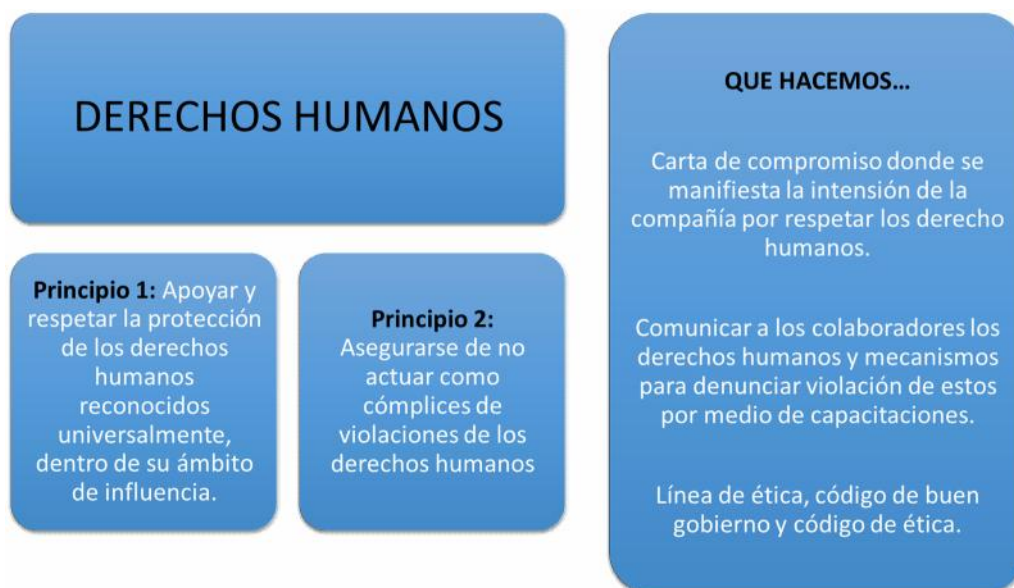 DERECHOS HUMANOS
Principio 1: Apoyar y
respetar la protección
de los derechos
humanos
reconocidos
universalmente,
dentro de su ámbito
de influencia.
Principio 2:
Asegurarse de no
actuar como
cómplices de
violaciones de los
derechos humanos
QUE HACEMOS...
Carta de compromiso donde se
manifiesta la intensión de la
compañía por respetar los derecho
humanos.
Comunicar a los colaboradores los
derechos humanos y mecanismos
para denunciar violación de estos
por medio de capacitaciones.
Línea de ética, código de buen
gobierno y código de ética.